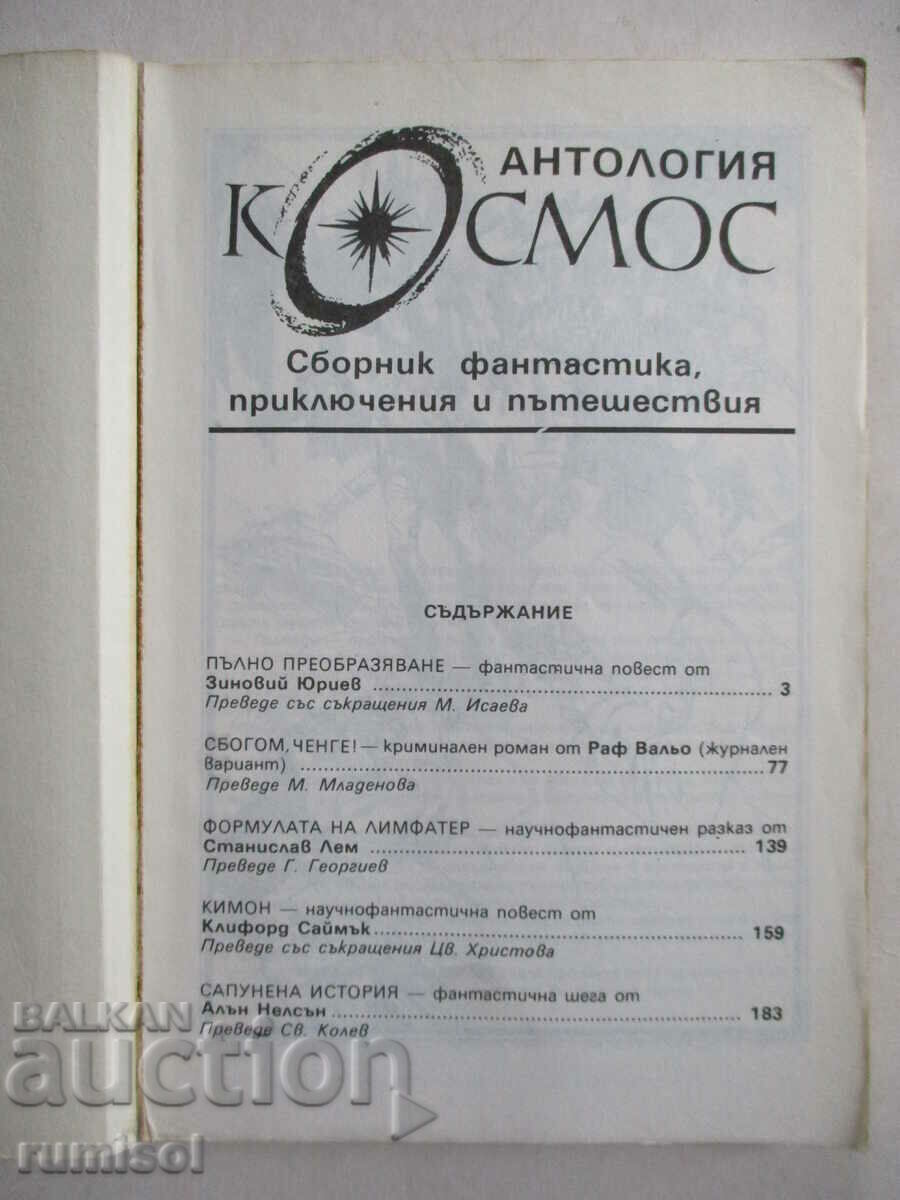 АНТОЛОГИЯ
КОСМОС
Сборник фантастика,
приключения и пътешествия
СЪДЪРЖАНИЕ
ПЪЛНО ПРЕОБРАЗЯВАНЕ — фантастична повест от
Зиновий Юриев ........ 3
Преведе със съкращения М. Исаева
СБОГОМ, ЧЕНГЕ! — криминален роман от Раф Вальо (журнален
вариант) ........ 77
Преведе М. Младенова
ФОРМУЛАТА НА ЛИМФАТЕР — научнофантастичен разказ от
Станислав Лем ........ 139
Преведе Г. Георгиев
КИМОН — научнофантастична повест от
Клифорд Саймък ........ 159
Преведе със съкращения Цв. Христова
САПУНЕНА ИСТОРИЯ — фантастична шега от
Алън Нелсън ........ 183
Преведе Св. Колев
BALKAN
auction
rumisol